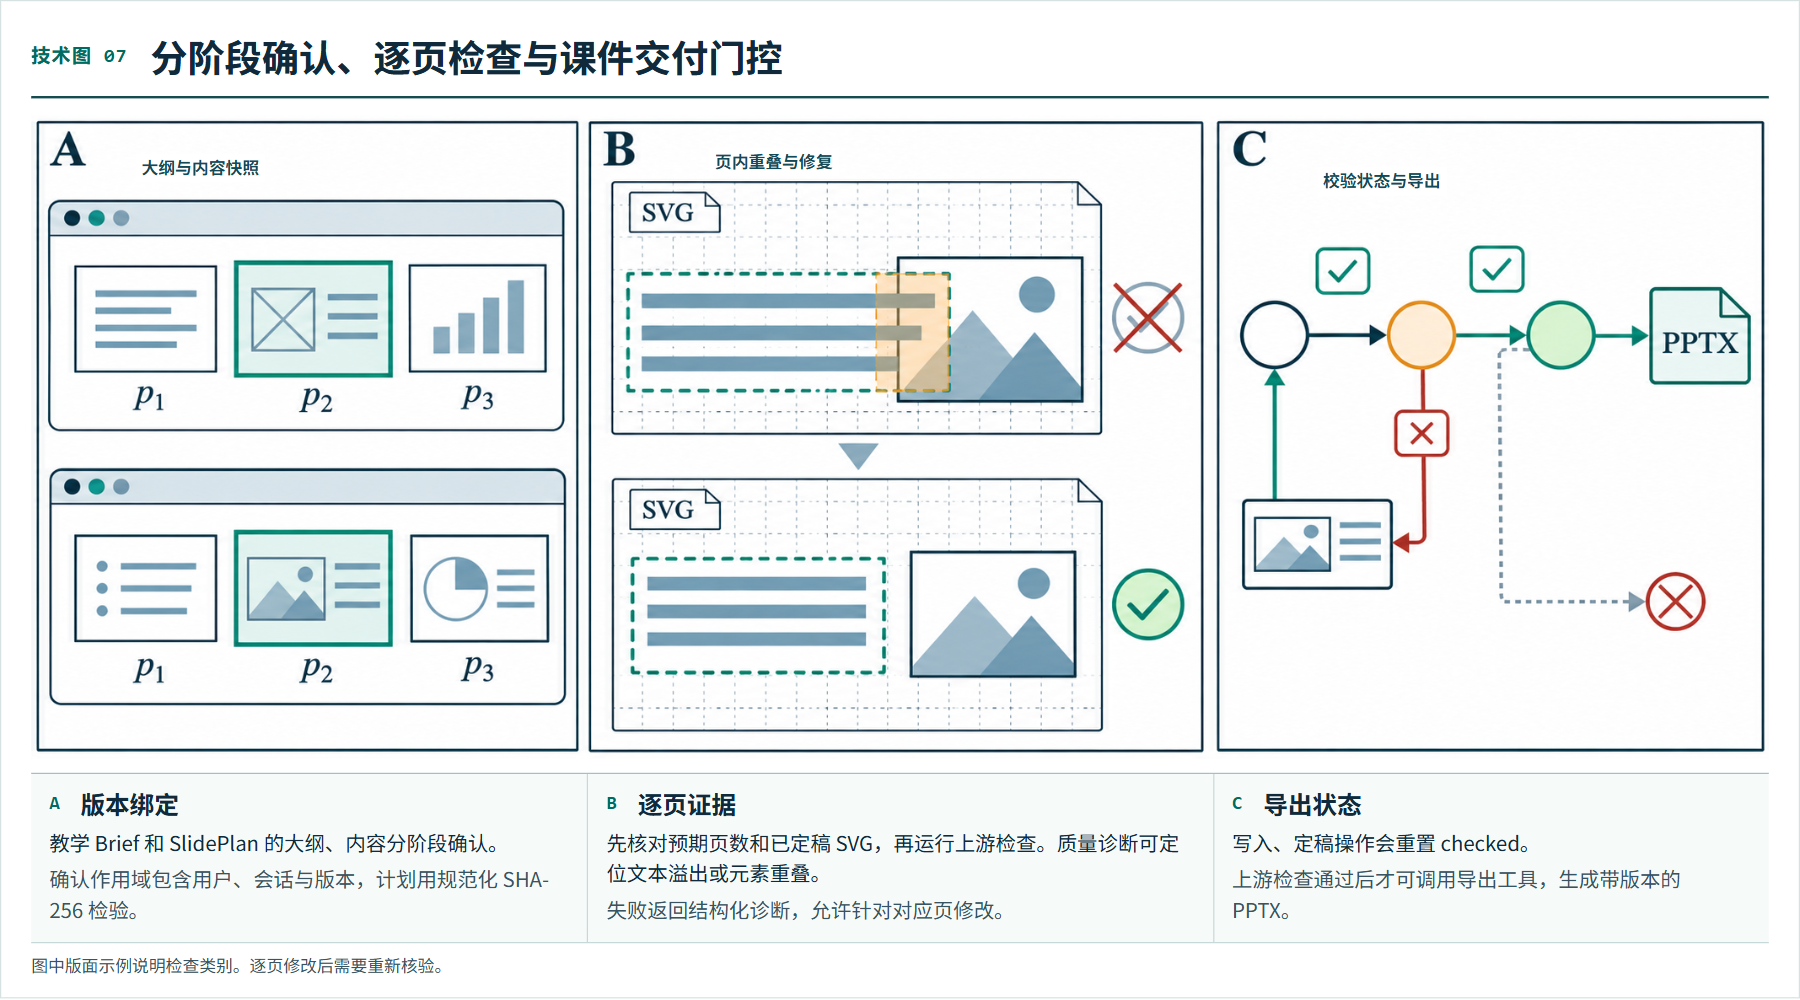 技术图 07 分阶段确认、逐页检查与课件交付门控
A
大纲与内容快照
p1 p2 p3
p1 p2 p3
B
页内重叠与修复
SVG
SVG
C
校验状态与导出
PPTX
A 版本绑定
教学 Brief 和 SlidePlan 的大纲、内容分阶段确认。
确认作用域包含用户、会话与版本，计划用规范化 SHA-
256 检验。
B 逐页证据
先核对预期页数和已定稿 SVG，再运行上游检查。质量诊断可定
位文本溢出或元素重叠。
失败返回结构化诊断，允许针对对应页修改。
C 导出状态
写入、定稿操作会重置 checked。
上游检查通过后才可调用导出工具，生成带版本的
PPTX。
图中版面示例说明检查类别。逐页修改后需要重新核验。